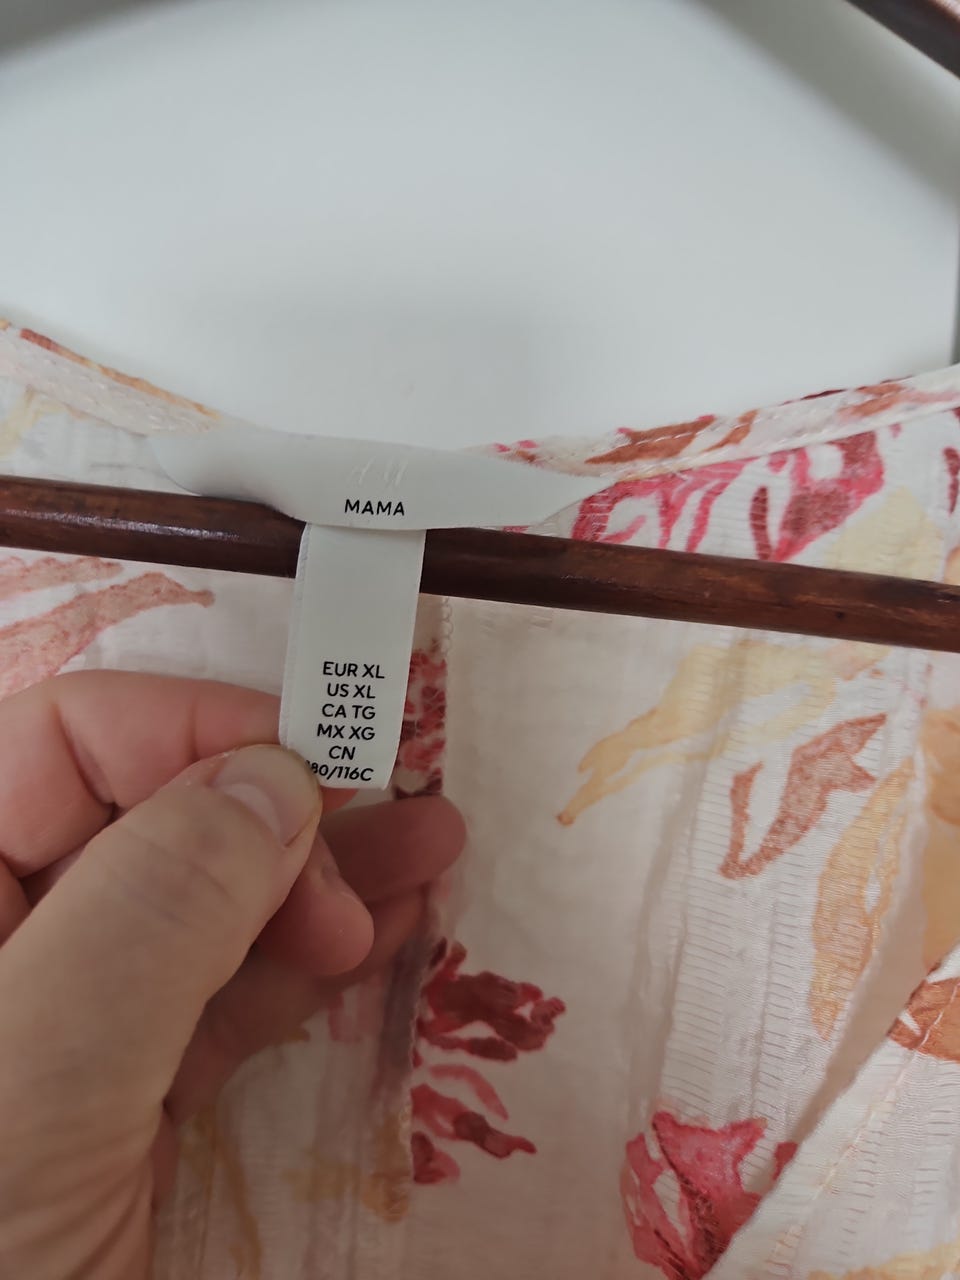 MAMA
EUR XL
US XL
CA TG
MX XG
CN
80/116C